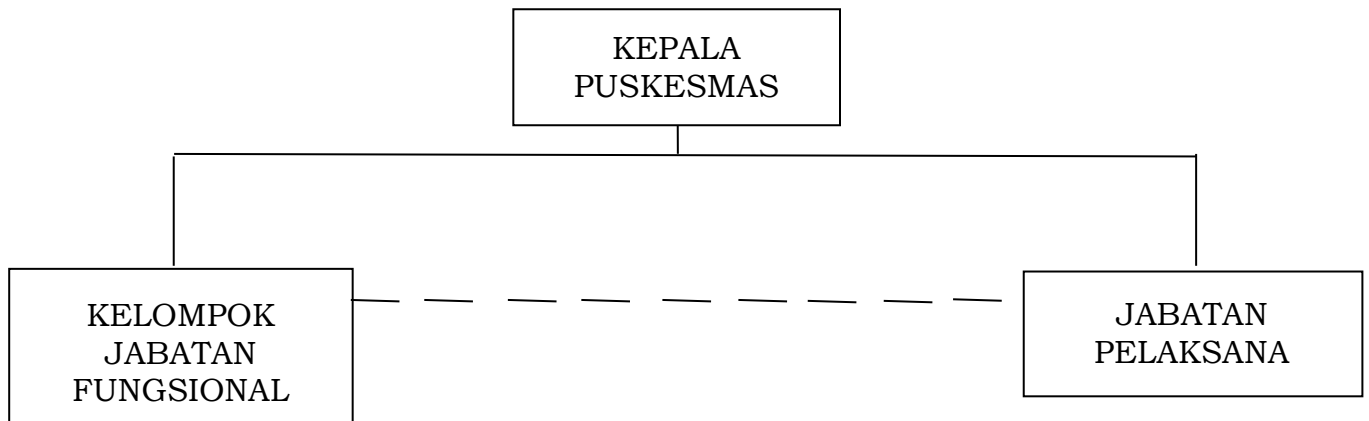 KEPALA
PUSKESMAS
KELOMPOK
JABATAN
FUNGSIONAL
JABATAN
PELAKSANA